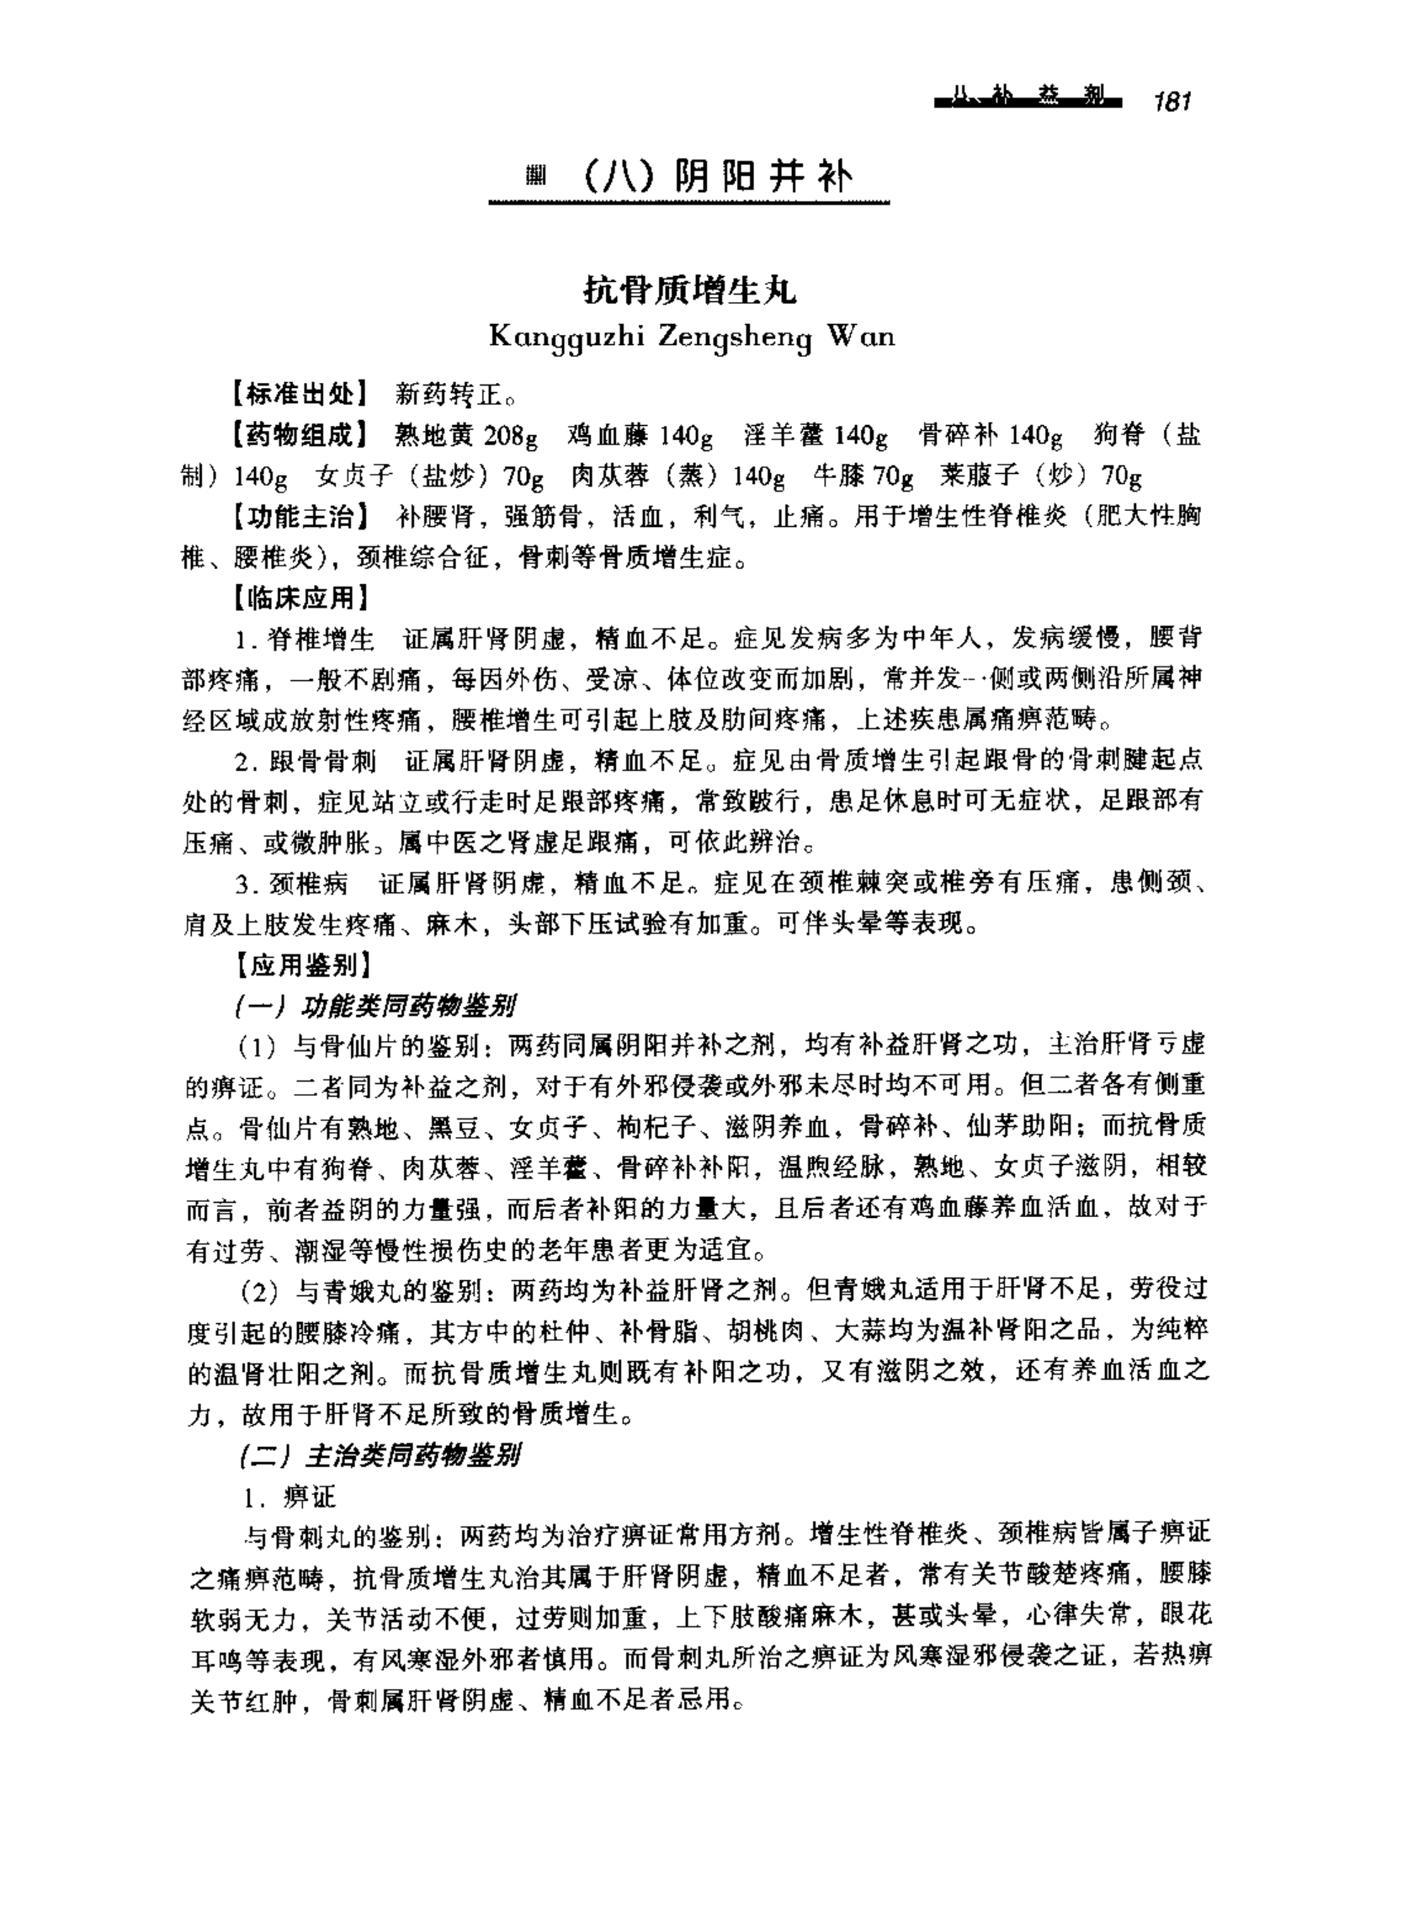 八、补益剂 181
（八）阴阳并补
抗骨质增生丸
Kangguzhi Zengsheng Wan
【标准出处】 新药转正。
【药物组成】 熟地黄 208g 鸡血藤 140g 淫羊藿 140g 骨碎补 140g 狗脊（盐
制）140g 女贞子（盐炒）70g 肉苁蓉（蒸）140g 牛膝 70g 莱菔子（炒）70g
【功能主治】 补腰肾，强筋骨，活血，利气，止痛。用于增生性脊椎炎（肥大性胸
椎、腰椎炎），颈椎综合征，骨刺等骨质增生症。
【临床应用】
1. 脊椎增生 证属肝肾阴虚，精血不足。症见发病多为中年人，发病缓慢，腰背
部疼痛，一般不剧痛，每因外伤、受凉、体位改变而加剧，常并发一侧或两侧沿所属神
经区域成放射性疼痛，腰椎增生可引起上肢及肋间疼痛，上述疾患属痛痹范畴。
2. 跟骨骨刺 证属肝肾阴虚，精血不足。症见由骨质增生引起跟骨的骨刺腱起点
处的骨刺，症见站立或行走时足跟部疼痛，常致跛行，患足休息时可无症状，足跟部有
压痛、或微肿胀。属中医之肾虚足跟痛，可依此辨治。
3. 颈椎病 证属肝肾阴虚，精血不足。症见在颈椎棘突或椎旁有压痛，患侧颈、
肩及上肢发生疼痛、麻木，头部下压试验有加重。可伴头晕等表现。
【应用鉴别】
（一）功能类同药物鉴别
（1）与骨仙片的鉴别：两药同属阴阳并补之剂，均有补益肝肾之功，主治肝肾亏虚
的痹证。二者同为补益之剂，对于有外邪侵袭或外邪未尽时均不可用。但二者各有侧重
点。骨仙片有熟地、黑豆、女贞子、枸杞子、滋阴养血，骨碎补、仙茅助阳；而抗骨质
增生丸中有狗脊、肉苁蓉、淫羊藿、骨碎补补阳，温煦经脉，熟地、女贞子滋阴，相较
而言，前者益阴的力量强，而后者补阳的力量大，且后者还有鸡血藤养血活血，故对于
有过劳、潮湿等慢性损伤史的老年患者更为适宜。
（2）与青娥丸的鉴别：两药均为补益肝肾之剂。但青娥丸适用于肝肾不足，劳役过
度引起的腰膝冷痛，其方中的杜仲、补骨脂、胡桃肉、大蒜均为温补肾阳之品，为纯粹
的温肾壮阳之剂。而抗骨质增生丸则既有补阳之功，又有滋阴之效，还有养血活血之
力，故用于肝肾不足所致的骨质增生。
（二）主治类同药物鉴别
1. 痹证
与骨刺丸的鉴别：两药均为治疗痹证常用方剂。增生性脊椎炎、颈椎病皆属子痹证
之痛痹范畴，抗骨质增生丸治其属于肝肾阴虚，精血不足者，常有关节酸楚疼痛，腰膝
软弱无力，关节活动不便，过劳则加重，上下肢酸痛麻木，甚或头晕，心律失常，眼花
耳鸣等表现，有风寒湿外邪者慎用。而骨刺丸所治之痹证为风寒湿邪侵袭之证，若热痹
关节红肿，骨刺属肝肾阴虚、精血不足者忌用。